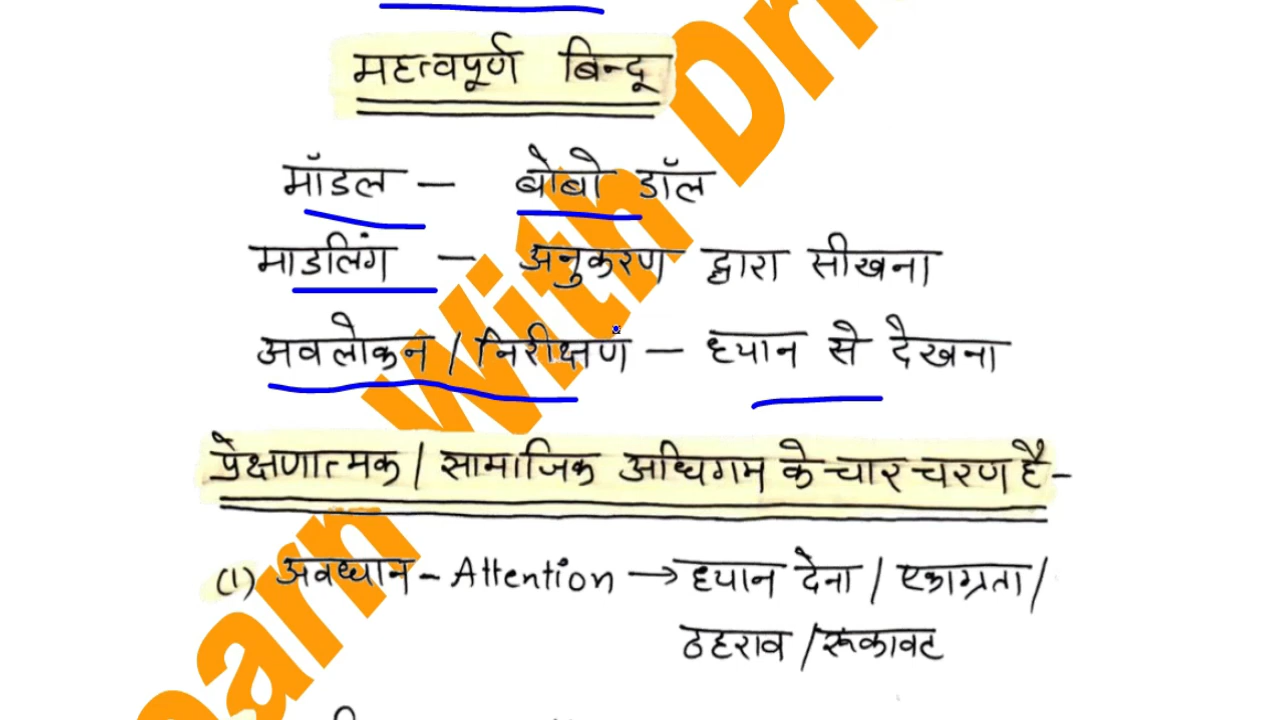 महत्वपूर्ण बिन्दू
मॉडल — बोबो डॉल
माडलिंग — अनुकरण द्वारा सीखना
अवलोकन / निरीक्षण — ध्यान से देखना
प्रेक्षणात्मक / सामाजिक अधिगम के चार चरण है -
(1) अवधान - Attention → ध्यान देना / एकाग्रता /
ठहराव / रूकावट